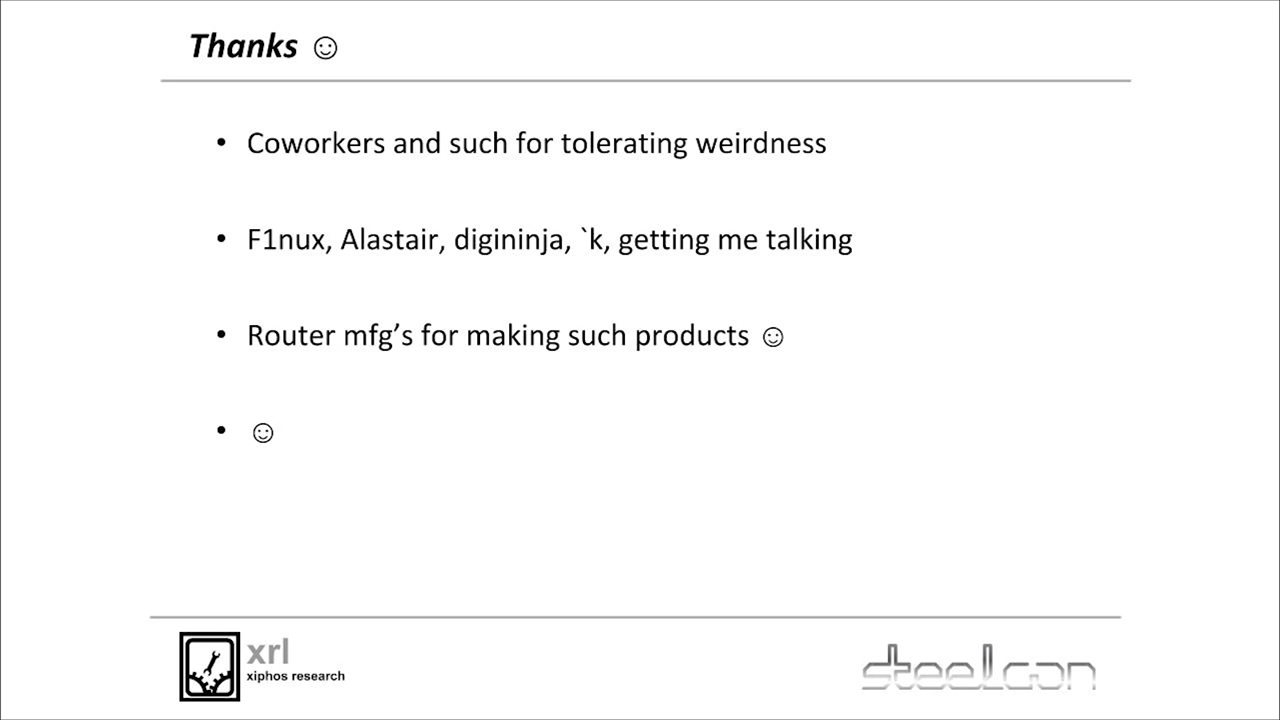 Thanks ☺
• Coworkers and such for tolerating weirdness
• F1nux, Alastair, digininja, `k, getting me talking
• Router mfg’s for making such products ☺
• ☺
xrl
xiphos research
steelcon